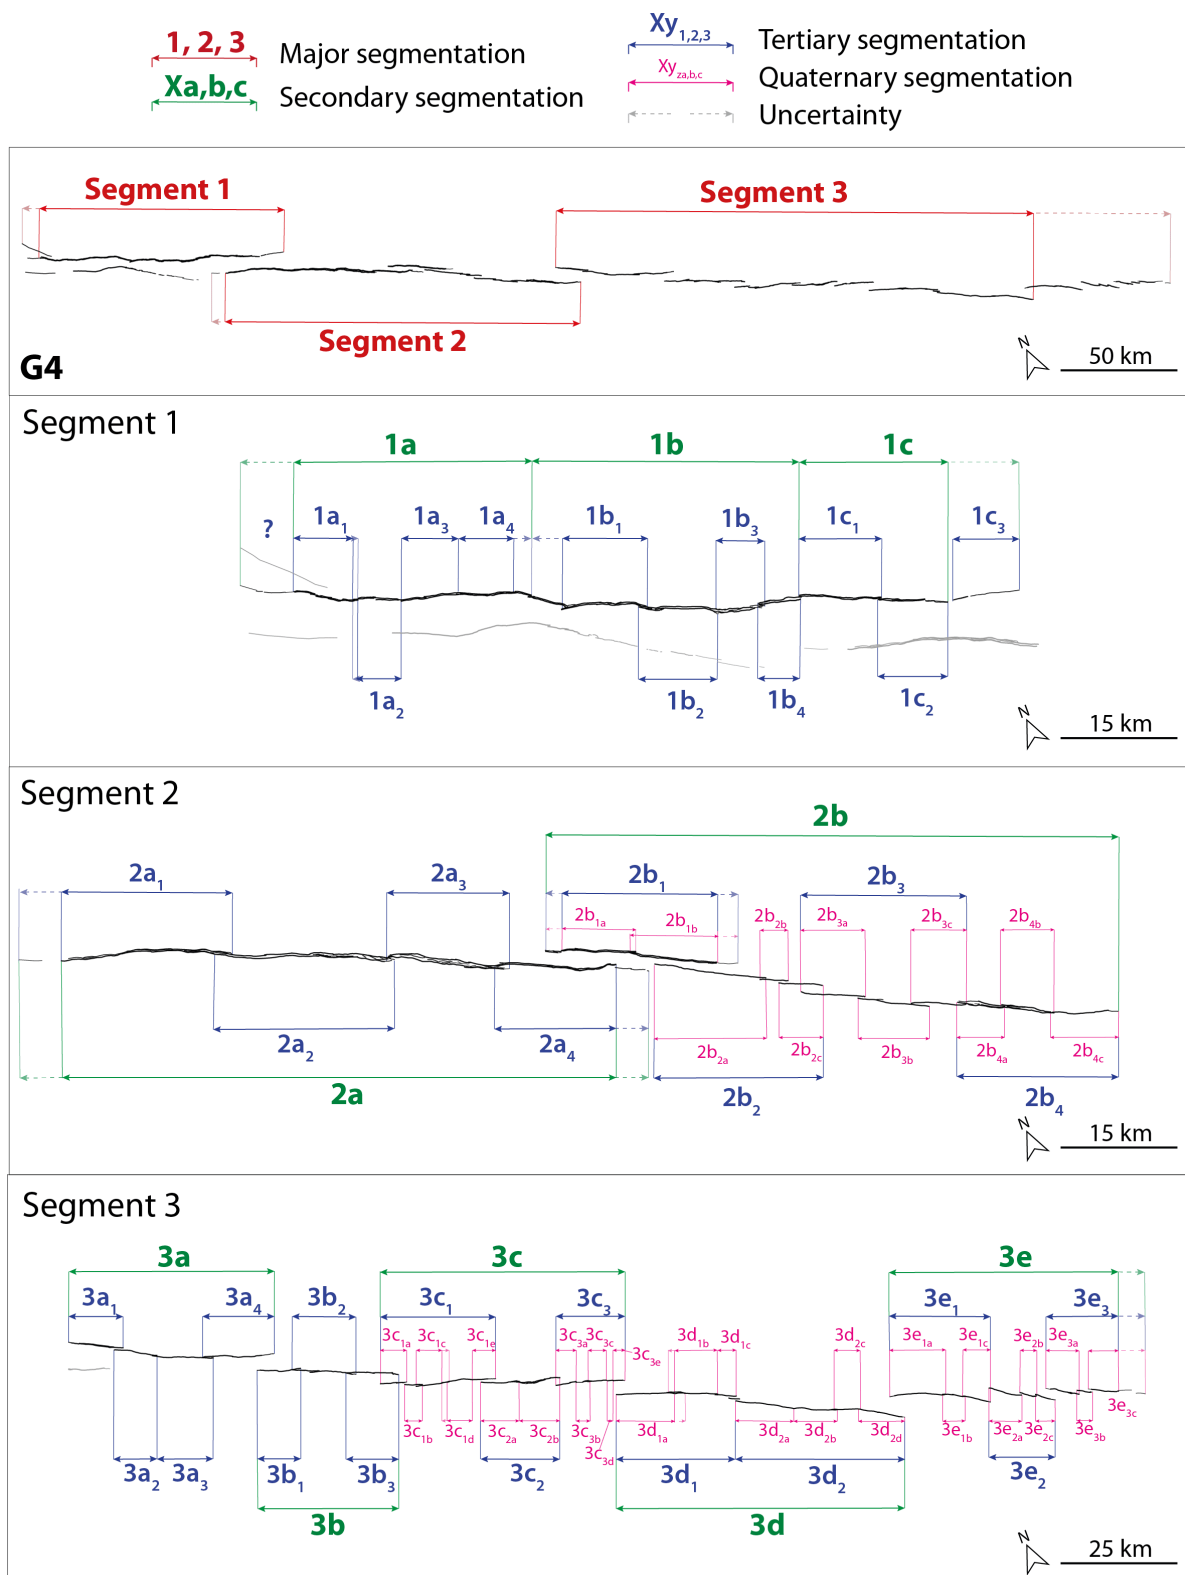 1, 2, 3 Major segmentation
Xa,b,c Secondary segmentation
Xy1,2,3 Tertiary segmentation
Xyza,b,c Quaternary segmentation
Uncertainty
Segment 1
Segment 3
Segment 2
G4
N
50 km
Segment 1
1a 1b 1c
? 1a1 1a3 1a4 1b1 1b3 1c1 1c3
1a2 1b2 1b4 1c2
N
15 km
Segment 2
2b
2a1 2a3 2b1 2b3
2b1a 2b1b 2b2b 2b3a 2b3c 2b4b
2a2 2a4 2b2a 2b2c 2b3b 2b4a 2b4c
2a 2b2 2b4
N
15 km
Segment 3
3a 3c 3e
3a1 3a4 3b2 3c1 3c3 3e1 3e3
3c1a 3c1c 3c1e 3c3a 3c3c 3c3e 3d1b 3d1c 3d2c 3e1a 3e1c 3e2b 3e3a
3c1b 3c1d 3c2a 3c2b 3c3b 3c3d 3d1a 3d2a 3d2b 3d2d 3e1b 3e2a 3e2c 3e3b 3e3c
3a2 3a3 3b1 3b3 3c2 3d1 3d2 3e2
3b 3d
N
25 km